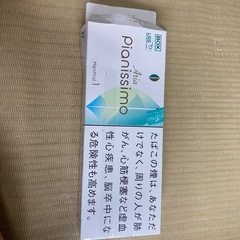 BOX
Aria
pianissimo
Menthol 1
たばこの煙は、あなただ
けでなく、周りの人が肺
がん、心筋梗塞など虚血
性心疾患、脳卒中にな
る危険性も高めます。